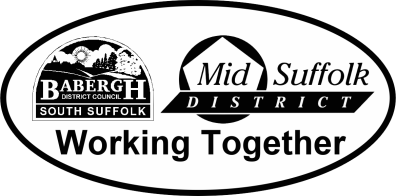 BABERGH
DISTRICT COUNCIL
SOUTH SUFFOLK
Mid Suffolk
DISTRICT
Working Together